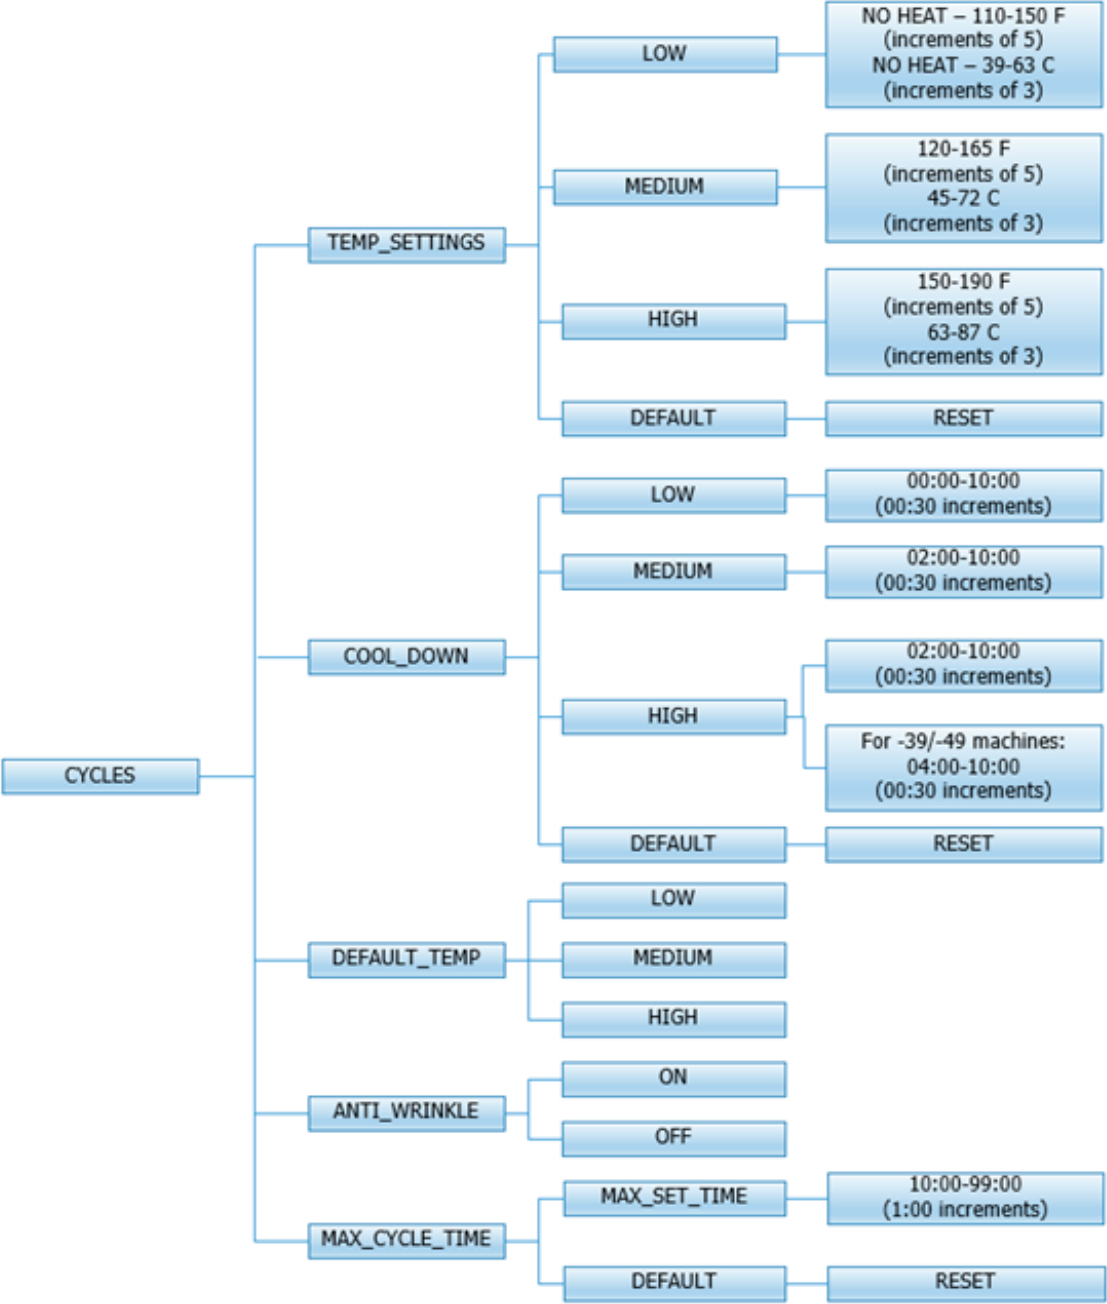 CYCLES
TEMP_SETTINGS
LOW
NO HEAT – 110-150 F
(increments of 5)
NO HEAT – 39-63 C
(increments of 3)
MEDIUM
120-165 F
(increments of 5)
45-72 C
(increments of 3)
HIGH
150-190 F
(increments of 5)
63-87 C
(increments of 3)
DEFAULT
RESET
COOL_DOWN
LOW
00:00-10:00
(00:30 increments)
MEDIUM
02:00-10:00
(00:30 increments)
HIGH
02:00-10:00
(00:30 increments)
For -39/-49 machines:
04:00-10:00
(00:30 increments)
DEFAULT
RESET
DEFAULT_TEMP
LOW
MEDIUM
HIGH
ANTI_WRINKLE
ON
OFF
MAX_CYCLE_TIME
MAX_SET_TIME
10:00-99:00
(1:00 increments)
DEFAULT
RESET